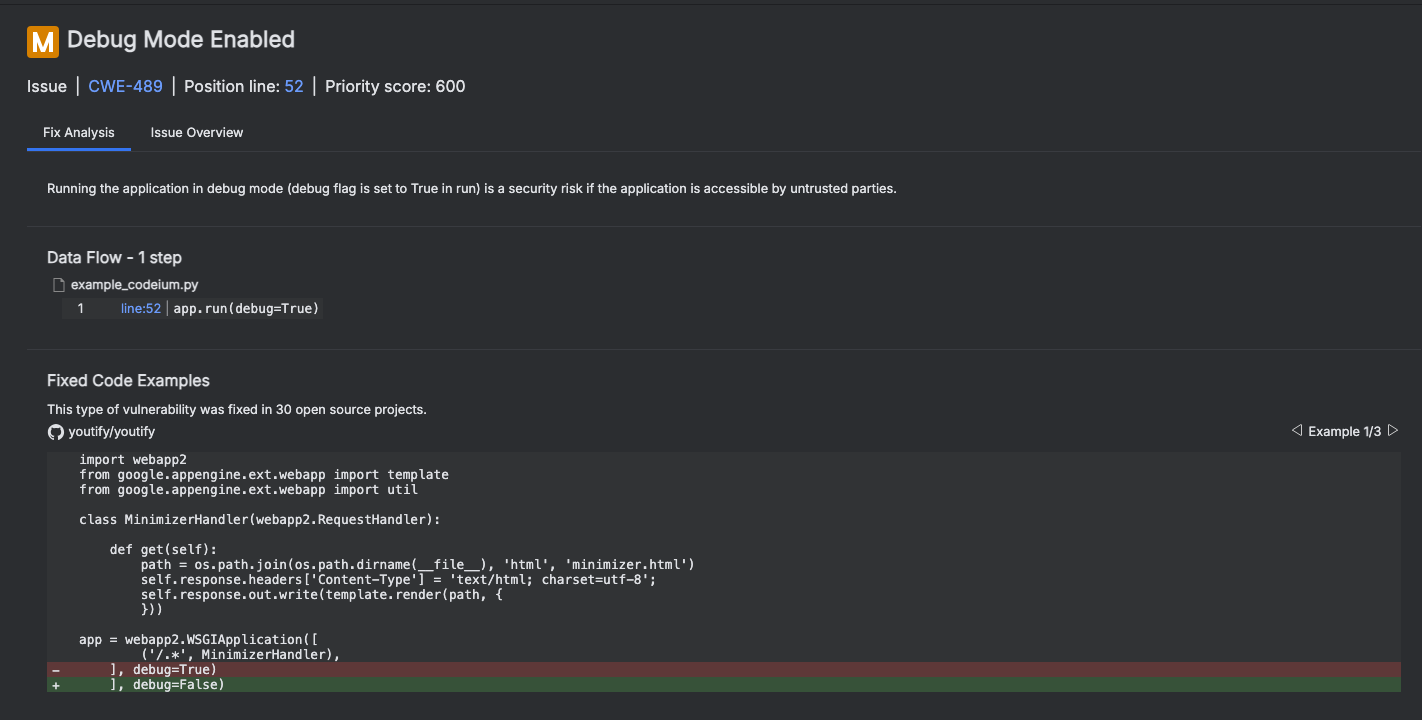 M Debug Mode Enabled
Issue | CWE-489 | Position line: 52 | Priority score: 600
Fix Analysis Issue Overview
Running the application in debug mode (debug flag is set to True in run) is a security risk if the application is accessible by untrusted parties.
Data Flow - 1 step
example_codeium.py
1 line:52 | app.run(debug=True)
Fixed Code Examples
This type of vulnerability was fixed in 30 open source projects.
youtify/youtify Example 1/3
import webapp2
from google.appengine.ext.webapp import template
from google.appengine.ext.webapp import util
class MinimizerHandler(webapp2.RequestHandler):
def get(self):
path = os.path.join(os.path.dirname(__file__), 'html', 'minimizer.html')
self.response.headers['Content-Type'] = 'text/html; charset=utf-8';
self.response.out.write(template.render(path, {
}))
app = webapp2.WSGIApplication([
('/.*', MinimizerHandler),
- ], debug=True)
+ ], debug=False)